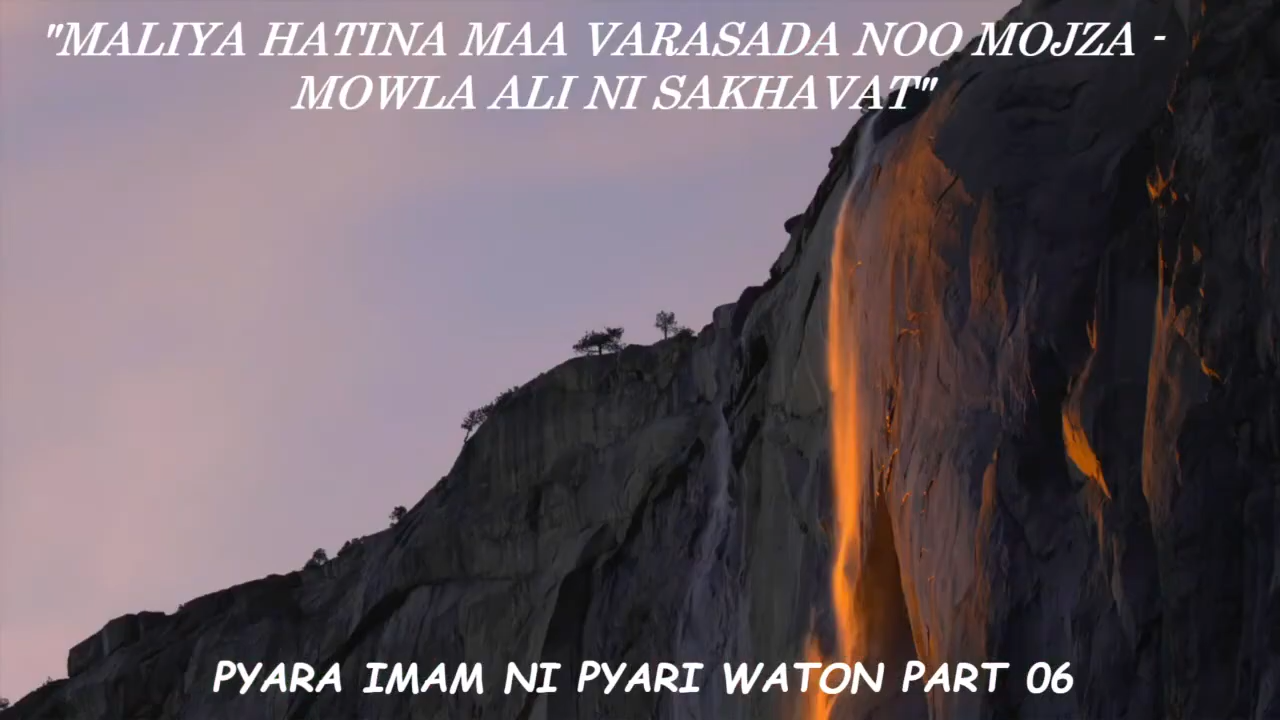 "MALIYA HATINA MAA VARASADA NOO MOJZA -
MOWLA ALI NI SAKHAVAT"
PYARA IMAM NI PYARI WATON PART 06